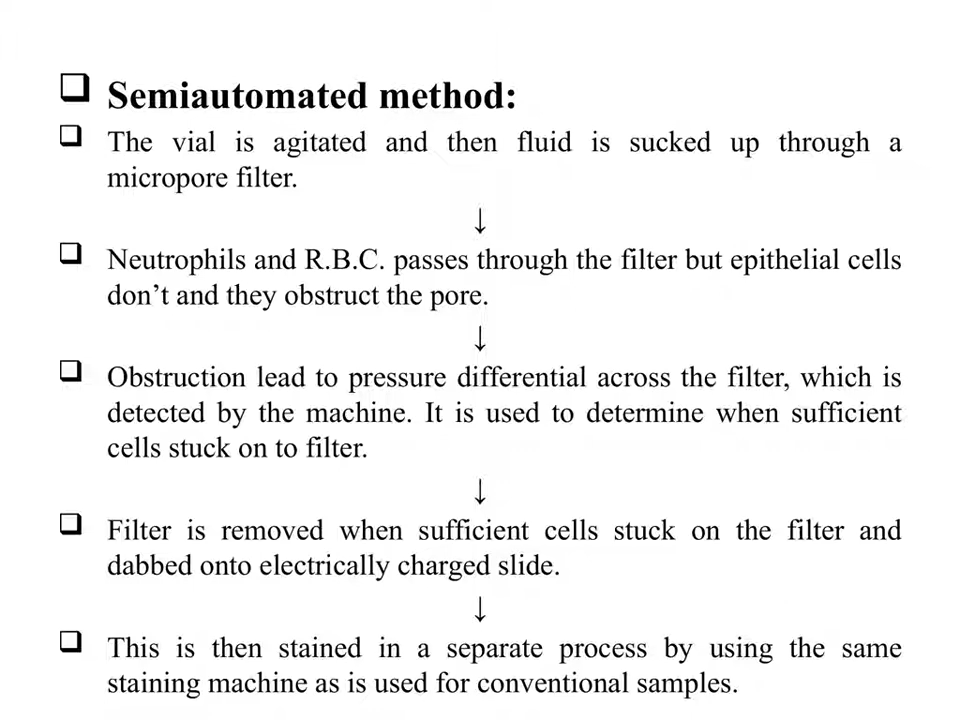 ❑ Semiautomated method:
❑ The vial is agitated and then fluid is sucked up through a
micropore filter.
↓
❑ Neutrophils and R.B.C. passes through the filter but epithelial cells
don’t and they obstruct the pore.
↓
❑ Obstruction lead to pressure differential across the filter, which is
detected by the machine. It is used to determine when sufficient
cells stuck on to filter.
↓
❑ Filter is removed when sufficient cells stuck on the filter and
dabbed onto electrically charged slide.
↓
❑ This is then stained in a separate process by using the same
staining machine as is used for conventional samples.